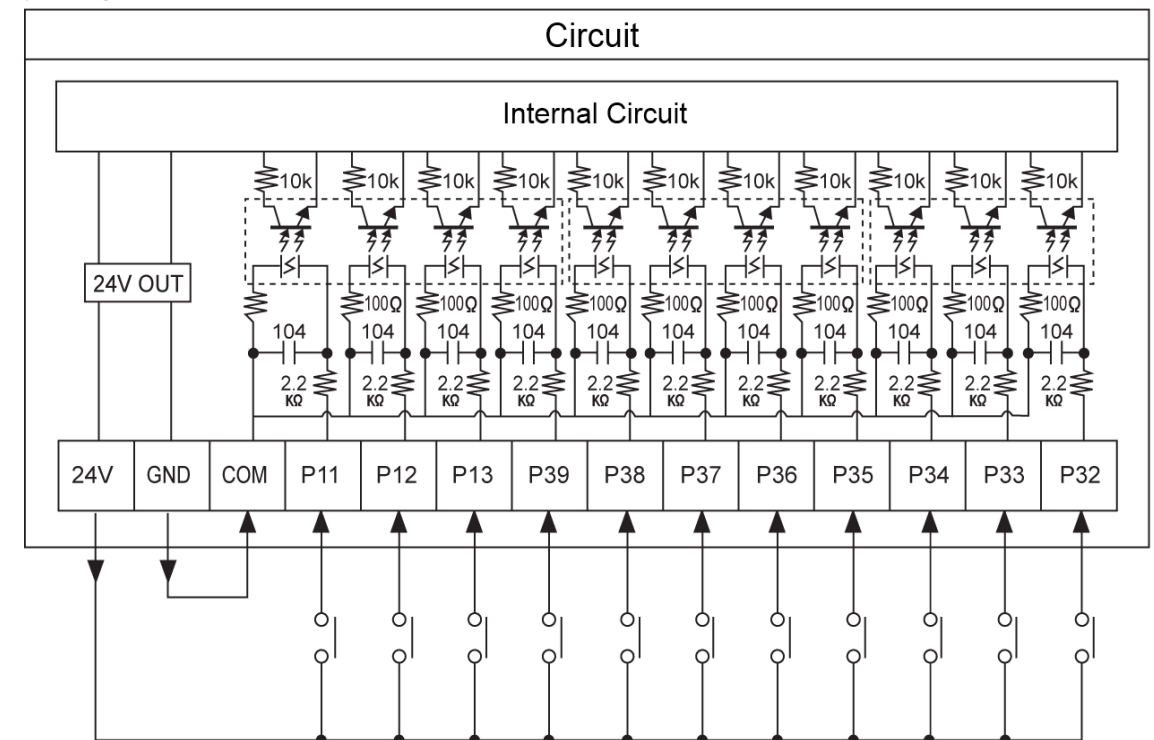 Circuit
Internal Circuit
10k 10k 10k 10k 10k 10k 10k 10k 10k 10k 10k
24V OUT
100Ω 100Ω 100Ω 100Ω 100Ω 100Ω 100Ω 100Ω 100Ω 100Ω
104 104 104 104 104 104 104 104 104 104 104
2.2 2.2 2.2 2.2 2.2 2.2 2.2 2.2 2.2 2.2 2.2
KΩ KΩ KΩ KΩ KΩ KΩ KΩ KΩ KΩ KΩ KΩ
24V GND COM P11 P12 P13 P39 P38 P37 P36 P35 P34 P33 P32